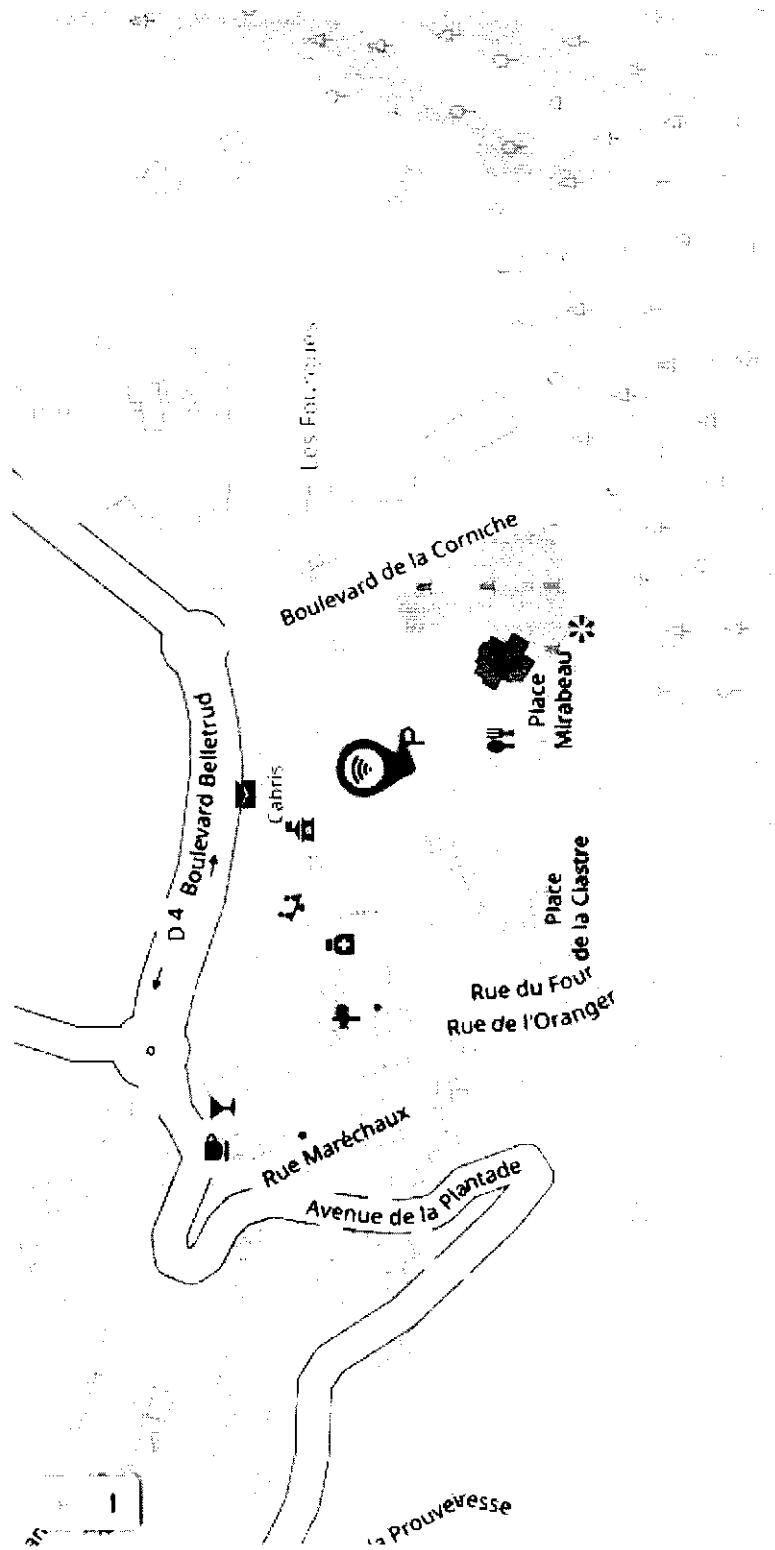 Boulevard de la Corniche
Boulevard Belletrud
D 4
Cabris
P
Place
Mirabeau
Place
de la Clastre
Rue du Four
Rue de l'Oranger
Rue Maréchaux
Avenue de la Plantade
la Prouveresse